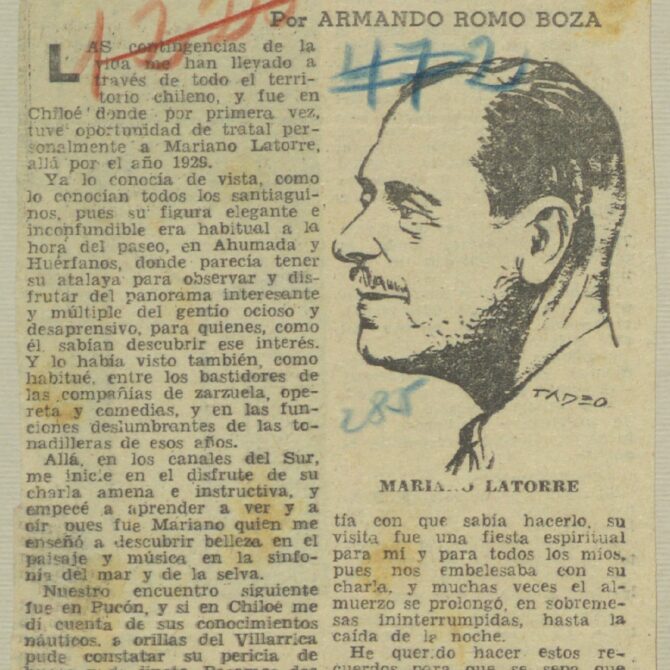 Por ARMANDO ROMO BOZA
LAS contingencias de la
vida me han llevado a
través de todo el terri-
torio chileno, y fue en
Chiloé donde por primera vez,
tuve oportunidad de tratal per-
sonalmente a Mariano Latorre,
allá por el año 1929.
Ya lo conocía de vista, como
lo conocían todos los santiagui-
nos, pues su figura elegante e
inconfundible era habitual a la
hora del paseo, en Ahumada y
Huérfanos, donde parecía tener
su atalaya para observar y dis-
frutar del panorama interesante
y múltiple del gentío ocioso y
desaprensivo, para quienes, como
él, sabían descubrir ese interés.
Y lo había visto también, como
habitué, entre los bastidores de
las compañías de zarzuela, ope-
reta y comedias, y en las fun-
ciones deslumbrantes de las to-
nadilleras de esos años.
Allá, en los canales del Sur,
me inicié en el disfrute de su
charla amena e instructiva, y
empecé a aprender a ver y a
oír, pues fue Mariano quien me
enseñó a descubrir belleza en el
paisaje y música en la sinfo-
nía del mar y de la selva.
Nuestro encuentro siguiente
fue en Pucón, y si en Chiloé me
di cuenta de sus conocimientos
náuticos, a orillas del Villarrica
pude constatar su pericia de
285
TADEO
MARIANO LATORRE
tía con que sabía hacerlo, su
visita fue una fiesta espiritual
para mí y para todos los míos,
pues nos embelesaba con su
charla, y muchas veces el al-
muerzo se prolongó, en sobreme-
sas ininterrumpidas, hasta la
caída de la noche.
He querido hacer estos re-
cuerdos para que se sepa que